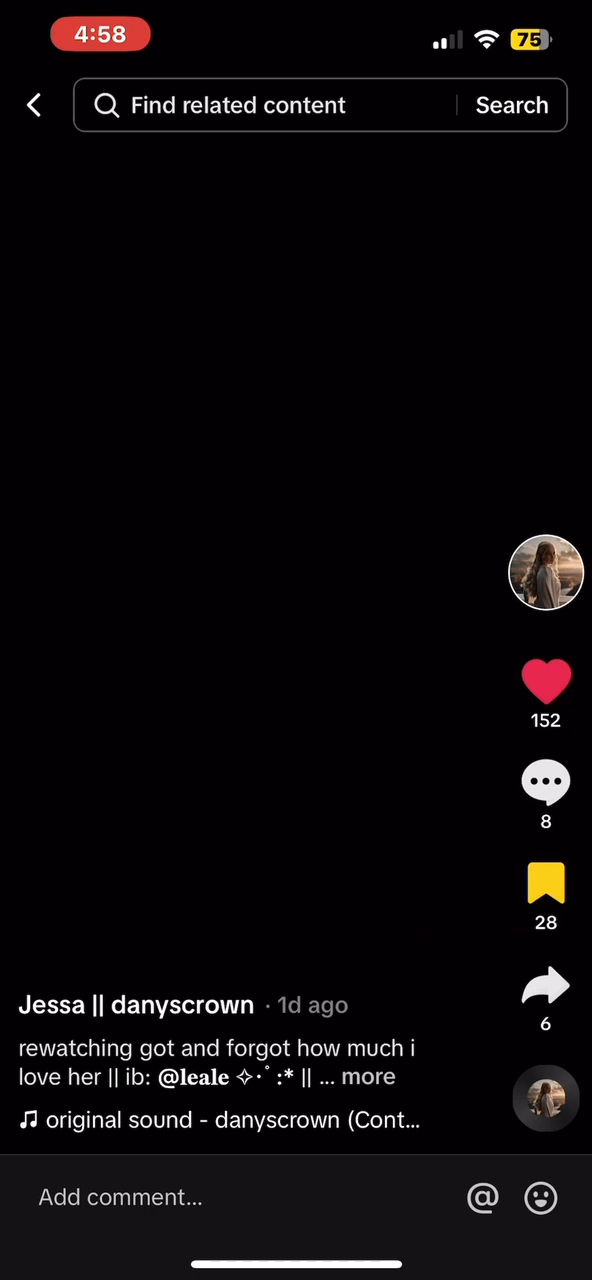 4:58
75
Find related content
Search
152
8
28
6
Jessa || danyscrown · 1d ago
rewatching got and forgot how much i
love her || ib: @leale ✧･ﾟ:* || ... more
original sound - danyscrown (Cont...
Add comment...